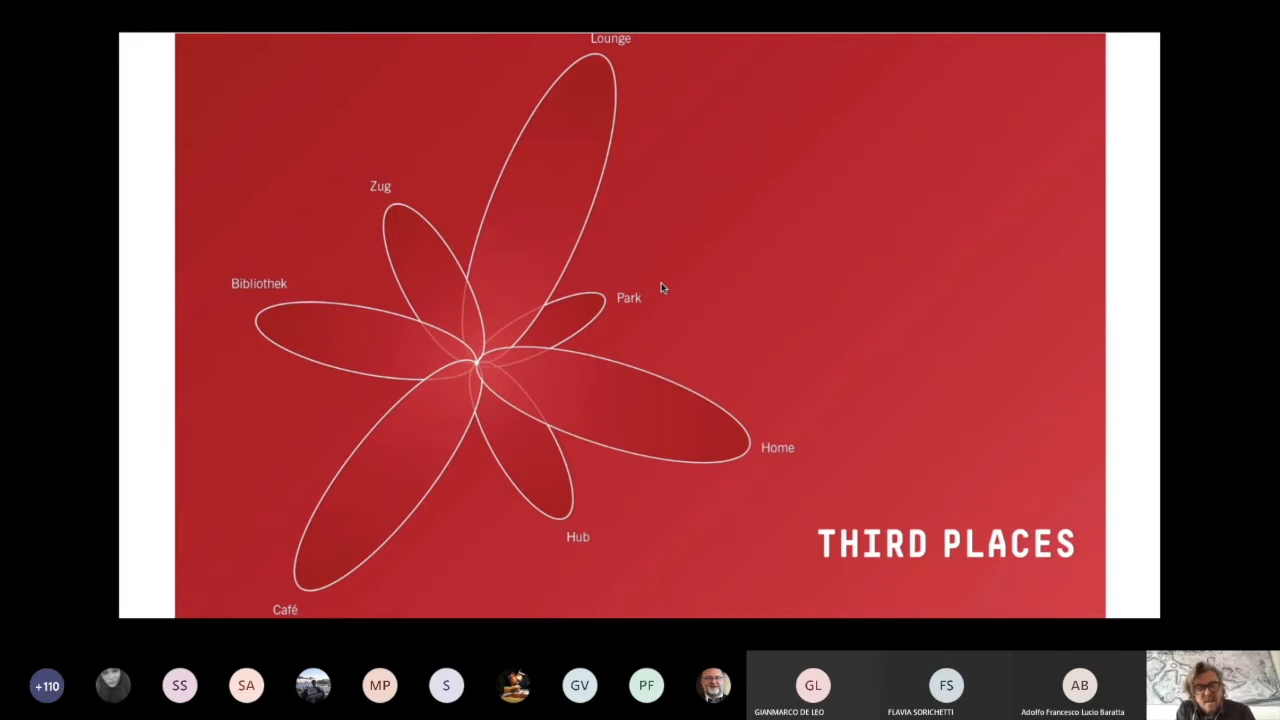 Lounge
Zug
Bibliothek
Park
Home
Hub
Café
THIRD PLACES
+110
SS
SA
MP
S
GV
PF
GL
FS
AB
GIANMARCO DE LEO
FLAVIA SORICHETTI
Adolfo Francesco Lucio Baratta